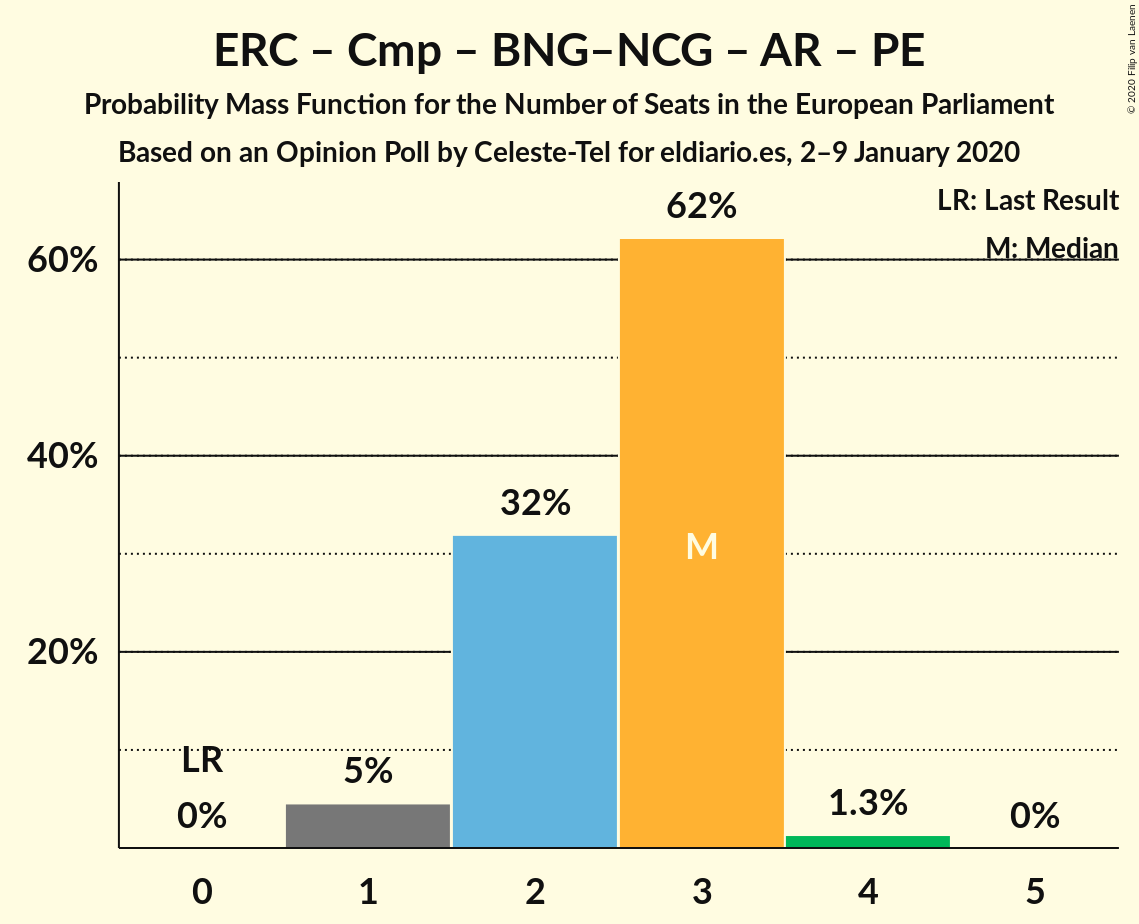 ERC – Cmp – BNG–NCG – AR – PE
Probability Mass Function for the Number of Seats in the European Parliament
Based on an Opinion Poll by Celeste-Tel for eldiario.es, 2–9 January 2020
© 2020 Filip van Laenen
LR: Last Result
M: Median
62%
60%
40%
32%
M
20%
LR
5%
1.3%
0%
0%
0 1 2 3 4 5